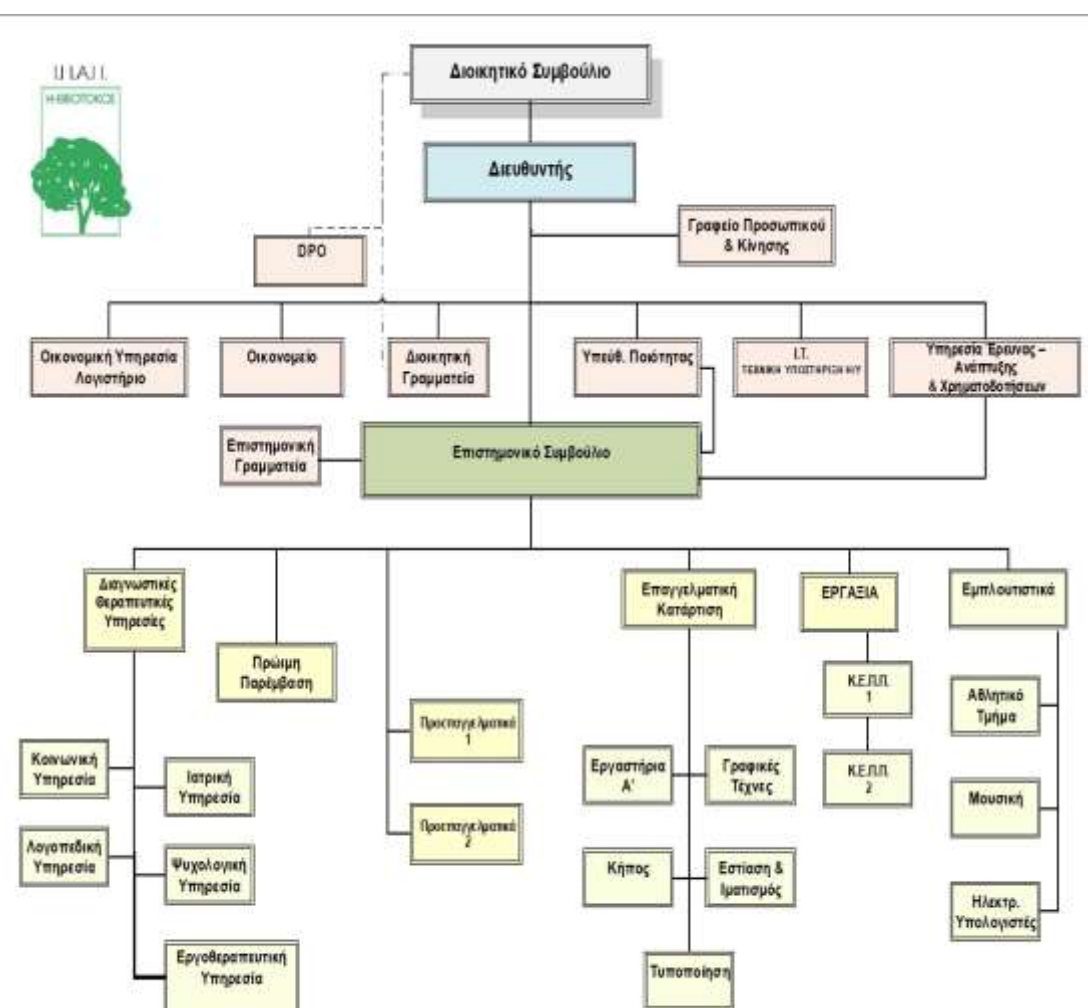 Ι.Π.Α.Π.
Η ΘΕΟΤΟΚΟΣ
Διοικητικό Συμβούλιο
Διευθυντής
Γραφείο Προσωπικού
& Κίνησης
DPO
Οικονομική Υπηρεσία
Λογιστήριο
Οικονομείο
Διοικητική
Γραμματεία
Υπεύθ. Ποιότητας
I.T.
ΤΕΧΝΙΚΗ ΥΠΟΣΤΗΡΙΞΗ Η/Υ
Υπηρεσία Έρευνας –
Ανάπτυξης
& Χρηματοδοτήσεων
Επιστημονική
Γραμματεία
Επιστημονικό Συμβούλιο
Διαγνωστικές
Θεραπευτικές
Υπηρεσίες
Πρώιμη
Παρέμβαση
Επαγγελματική
Κατάρτιση
ΕΡΓΑΞΙΑ
Εμπλουτιστικά
Κ.Ε.Π.Π.
1
Αθλητικό
Τμήμα
Προεπαγγελματικό
1
Κοινωνική
Υπηρεσία
Ιατρική
Υπηρεσία
Εργαστήρια
Α'
Γραφικές
Τέχνες
Κ.Ε.Π.Π.
2
Μουσική
Προεπαγγελματικό
2
Λογοπεδική
Υπηρεσία
Ψυχολογική
Υπηρεσία
Κήπος
Εστίαση &
Ιματισμός
Ηλεκτρ.
Υπολογιστές
Εργοθεραπευτική
Υπηρεσία
Τυποποίηση